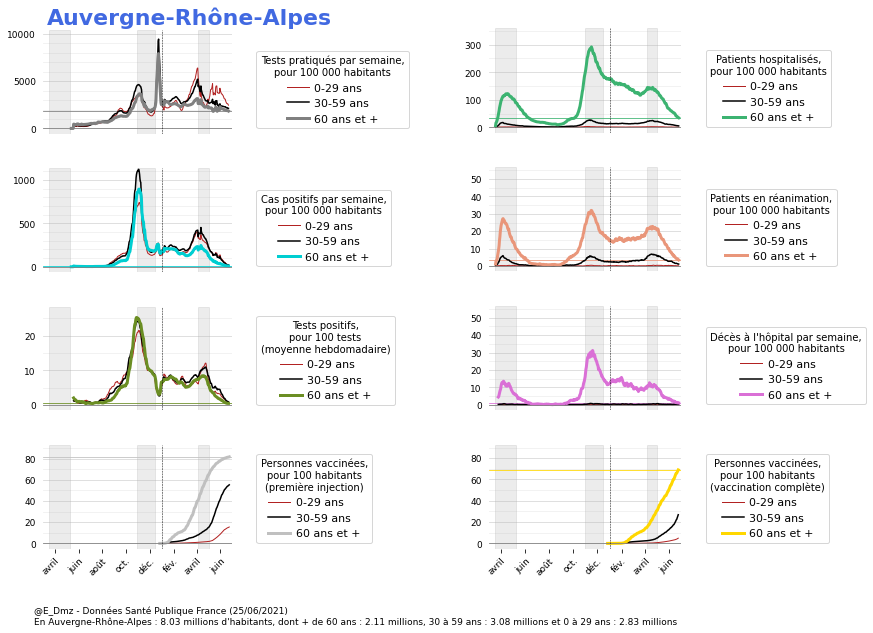 Auvergne-Rhône-Alpes
10000
5000
0
Tests pratiqués par semaine,
pour 100 000 habitants
0-29 ans
30-59 ans
60 ans et +
300
200
100
0
Patients hospitalisés,
pour 100 000 habitants
0-29 ans
30-59 ans
60 ans et +
1000
500
0
Cas positifs par semaine,
pour 100 000 habitants
0-29 ans
30-59 ans
60 ans et +
50
40
30
20
10
0
Patients en réanimation,
pour 100 000 habitants
0-29 ans
30-59 ans
60 ans et +
20
10
0
Tests positifs,
pour 100 tests
(moyenne hebdomadaire)
0-29 ans
30-59 ans
60 ans et +
50
40
30
20
10
0
Décès à l'hôpital par semaine,
pour 100 000 habitants
0-29 ans
30-59 ans
60 ans et +
80
60
40
20
0
avril
juin
août
oct.
déc.
fév.
avril
juin
Personnes vaccinées,
pour 100 habitants
(première injection)
0-29 ans
30-59 ans
60 ans et +
80
60
40
20
0
avril
juin
août
oct.
déc.
fév.
avril
juin
Personnes vaccinées,
pour 100 habitants
(vaccination complète)
0-29 ans
30-59 ans
60 ans et +
@E_Dmz - Données Santé Publique France (25/06/2021)
En Auvergne-Rhône-Alpes : 8.03 millions d'habitants, dont + de 60 ans : 2.11 millions, 30 à 59 ans : 3.08 millions et 0 à 29 ans : 2.83 millions